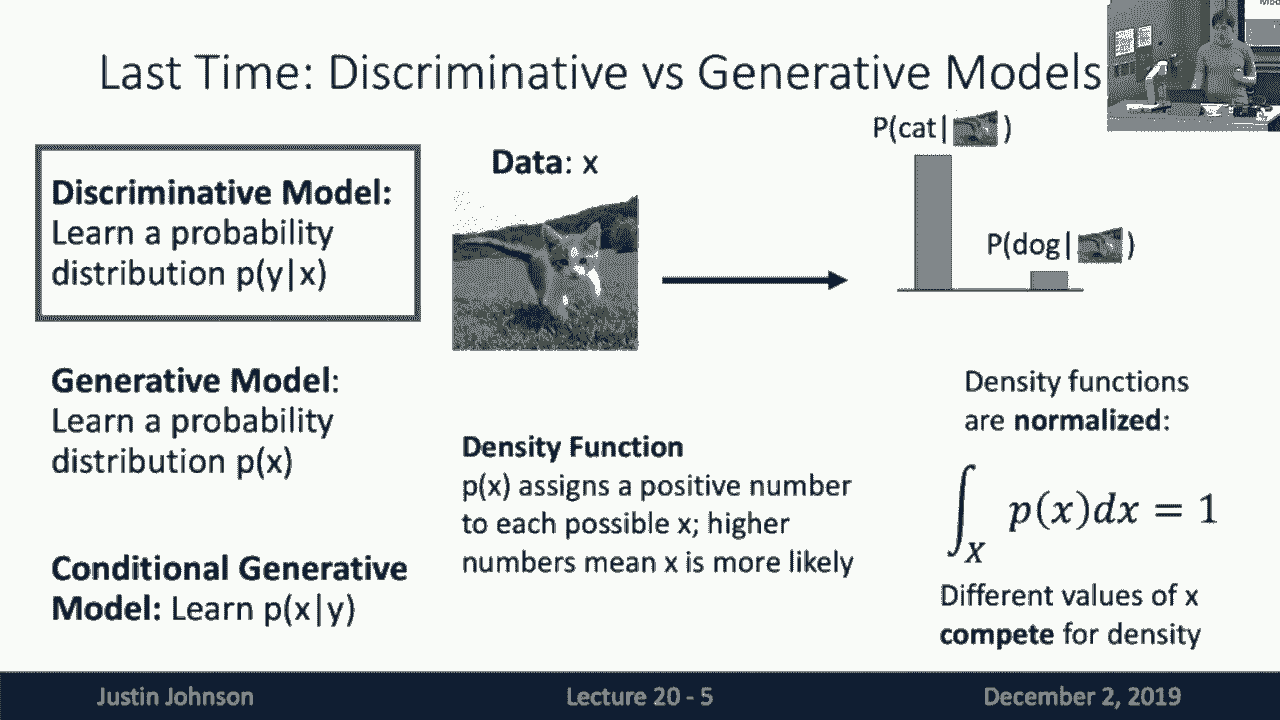 Last Time: Discriminative vs Generative Models
Discriminative Model:
Learn a probability
distribution p(y|x)
Data: x
P(cat| )
P(dog| )
Generative Model:
Learn a probability
distribution p(x)
Conditional Generative
Model: Learn p(x|y)
Density Function
p(x) assigns a positive number
to each possible x; higher
numbers mean x is more likely
Density functions
are normalized:
∫_X p(x)dx = 1
Different values of x
compete for density
Justin Johnson
Lecture 20 - 5
December 2, 2019